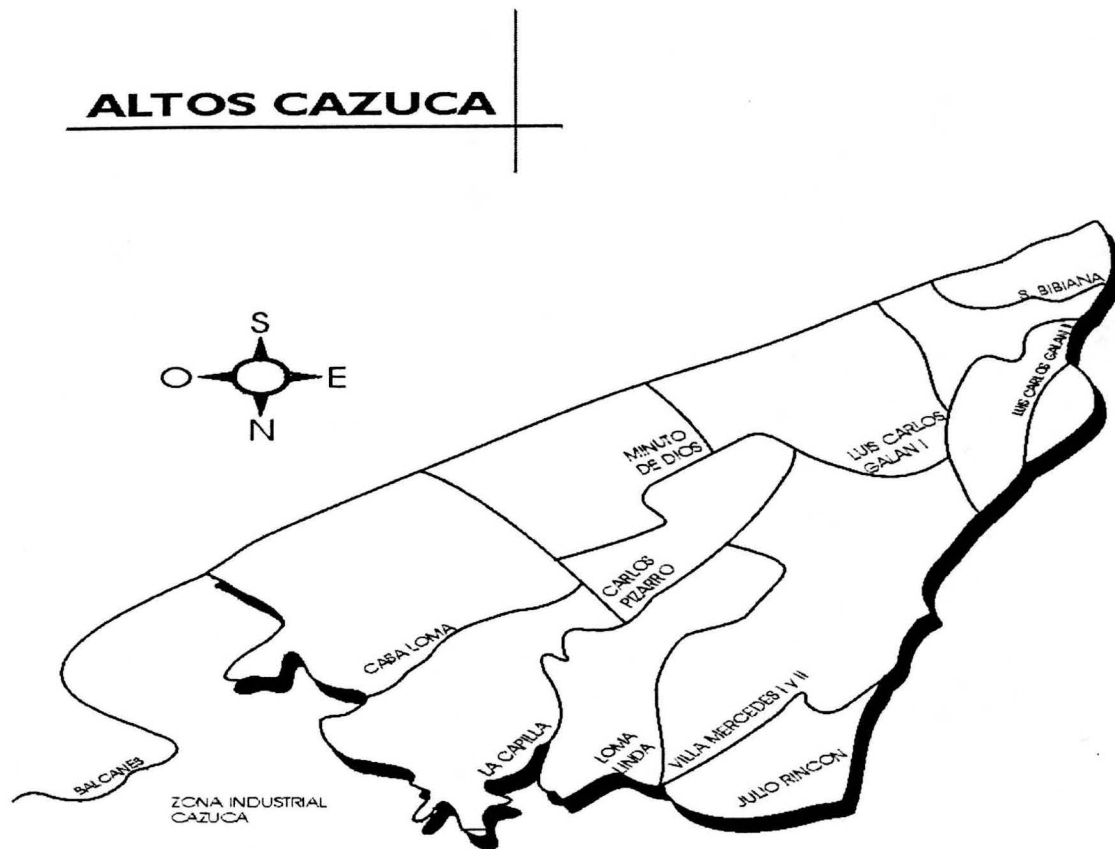 ALTOS CAZUCA
S
O
E
N
S. BIBIANA
LUIS CARLOS GALAN II
LUIS CARLOS
GALAN I
MINUTO
DE DIOS
CARLOS
PIZARRO
CASA LOMA
LA CAPILLA
LOMA
LINDA
VILLA MERCEDES I Y II
JULIO RINCON
BALCANES
ZONA INDUSTRIAL
CAZUCA